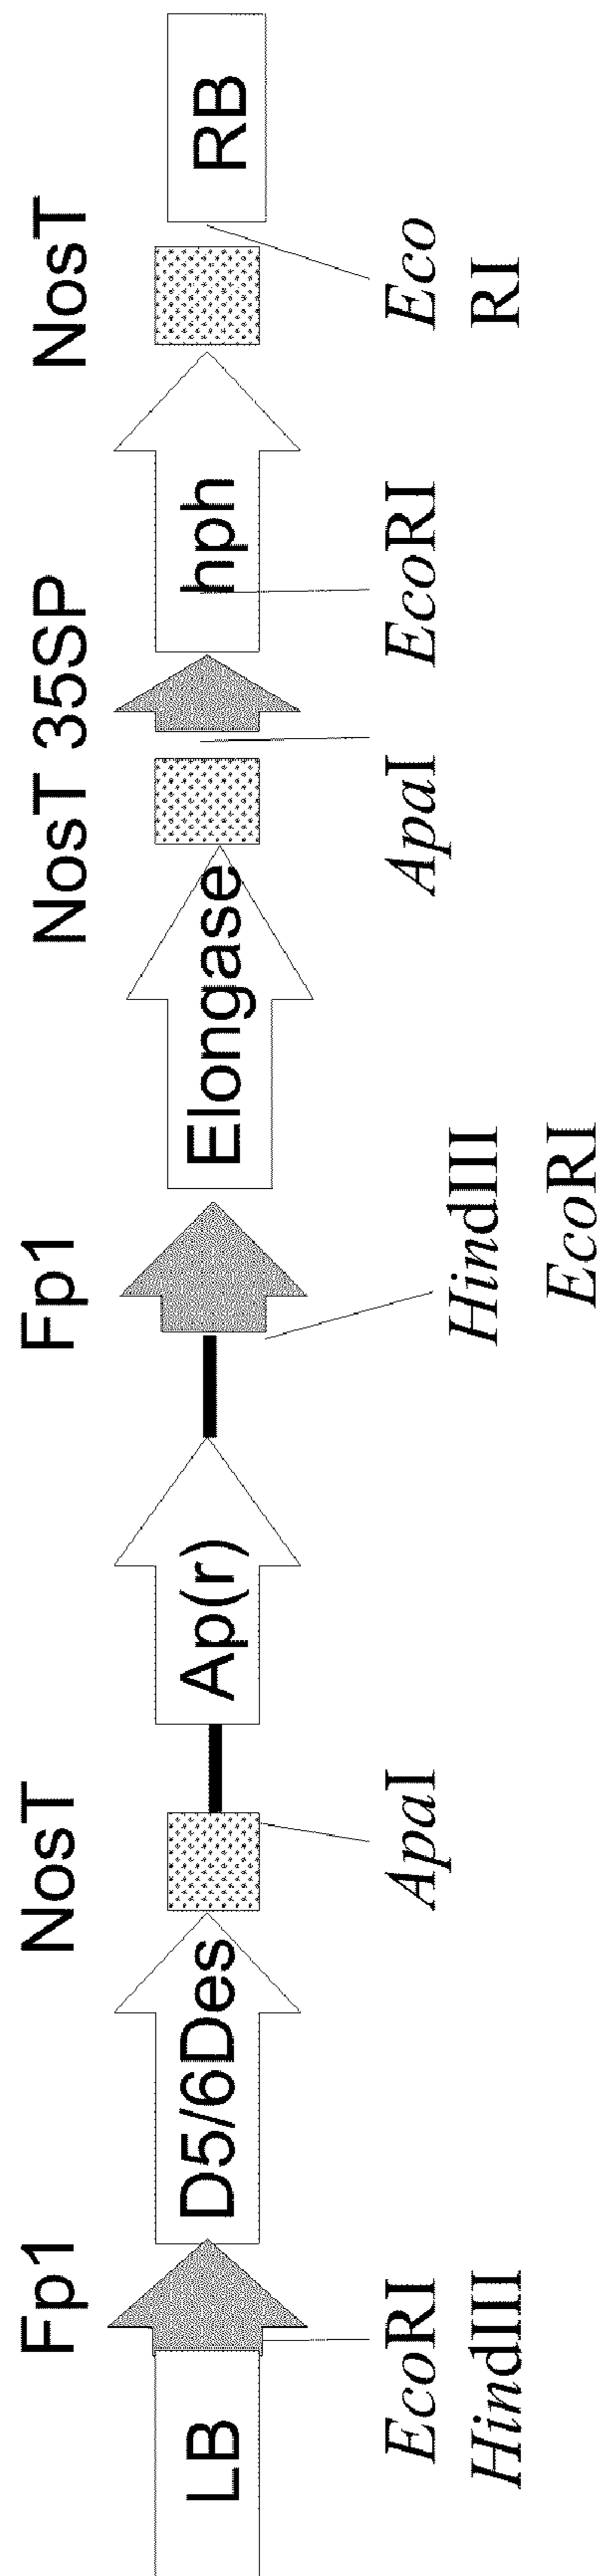 Fp1
NosT
Fp1
NosT 35SP
NosT
LB
D5/6Des
Ap(r)
Elongase
hph
RB
EcoRI
HindIII
ApaI
HindIII
EcoRI
ApaI
EcoRI
Eco
RI